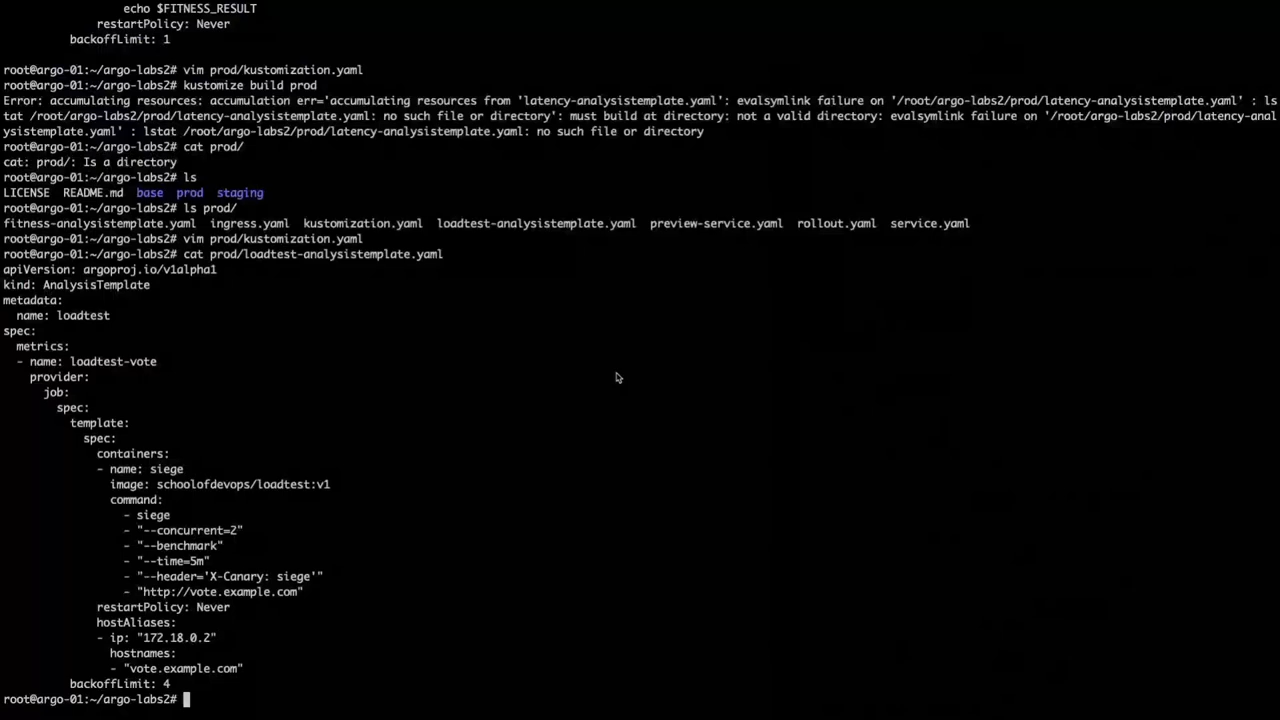 echo $FITNESS_RESULT
restartPolicy: Never
backoffLimit: 1
root@argo-01:~/argo-labs2# vim prod/kustomization.yaml
root@argo-01:~/argo-labs2# kustomize build prod
Error: accumulating resources: accumulation err='accumulating resources from 'latency-analysistemplate.yaml': evalsymlink failure on '/root/argo-labs2/prod/latency-analysistemplate.yaml' : ls
tat /root/argo-labs2/prod/latency-analysistemplate.yaml: no such file or directory': must build at directory: not a valid directory: evalsymlink failure on '/root/argo-labs2/prod/latency-anal
ysistemplate.yaml' : lstat /root/argo-labs2/prod/latency-analysistemplate.yaml: no such file or directory
root@argo-01:~/argo-labs2# cat prod/
cat: prod/: Is a directory
root@argo-01:~/argo-labs2# ls
LICENSE README.md base prod staging
root@argo-01:~/argo-labs2# ls prod/
fitness-analysistemplate.yaml ingress.yaml kustomization.yaml loadtest-analysistemplate.yaml preview-service.yaml rollout.yaml service.yaml
root@argo-01:~/argo-labs2# vim prod/kustomization.yaml
root@argo-01:~/argo-labs2# cat prod/loadtest-analysistemplate.yaml
apiVersion: argoproj.io/v1alpha1
kind: AnalysisTemplate
metadata:
name: loadtest
spec:
metrics:
- name: loadtest-vote
provider:
job:
spec:
template:
spec:
containers:
- name: siege
image: schoolofdevops/loadtest:v1
command:
- siege
- "--concurrent=2"
- "--benchmark"
- "--time=5m"
- "--header='X-Canary: siege'"
- "http://vote.example.com"
restartPolicy: Never
hostAliases:
- ip: "172.18.0.2"
hostnames:
- "vote.example.com"
backoffLimit: 4
root@argo-01:~/argo-labs2#